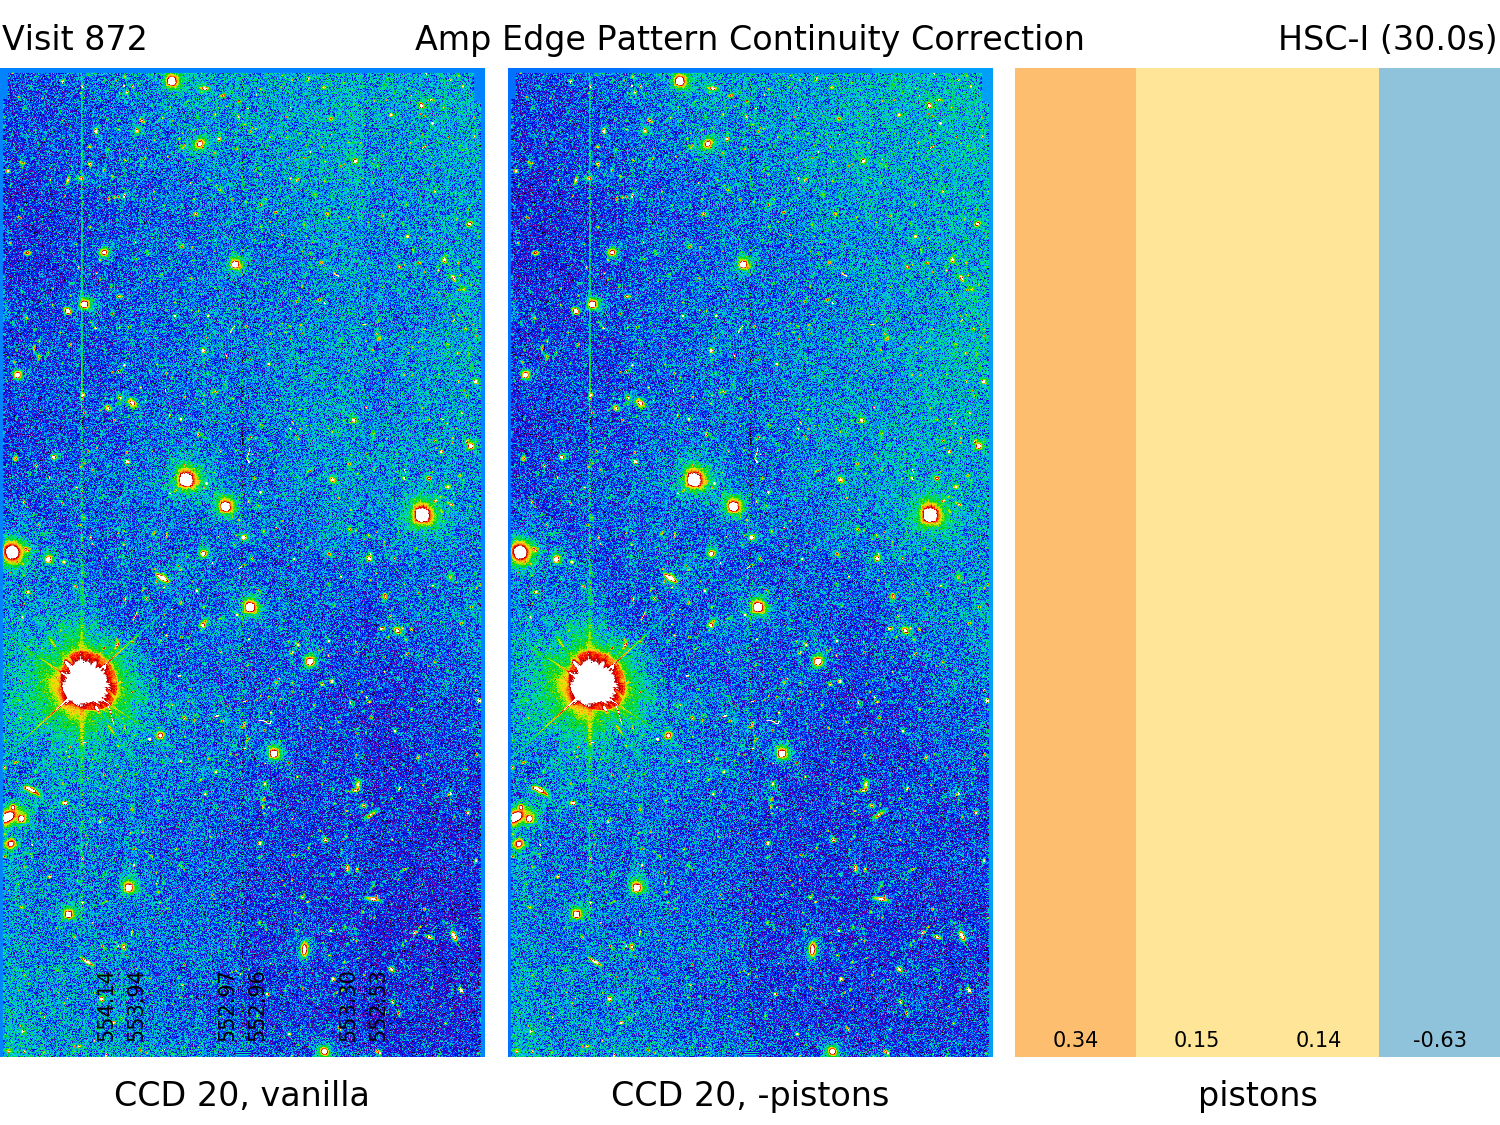 Visit 872
Amp Edge Pattern Continuity Correction
HSC-I (30.0s)
554.14
553.94
552.97
552.96
553.30
552.53
0.34
0.15
0.14
-0.63
CCD 20, vanilla
CCD 20, -pistons
pistons